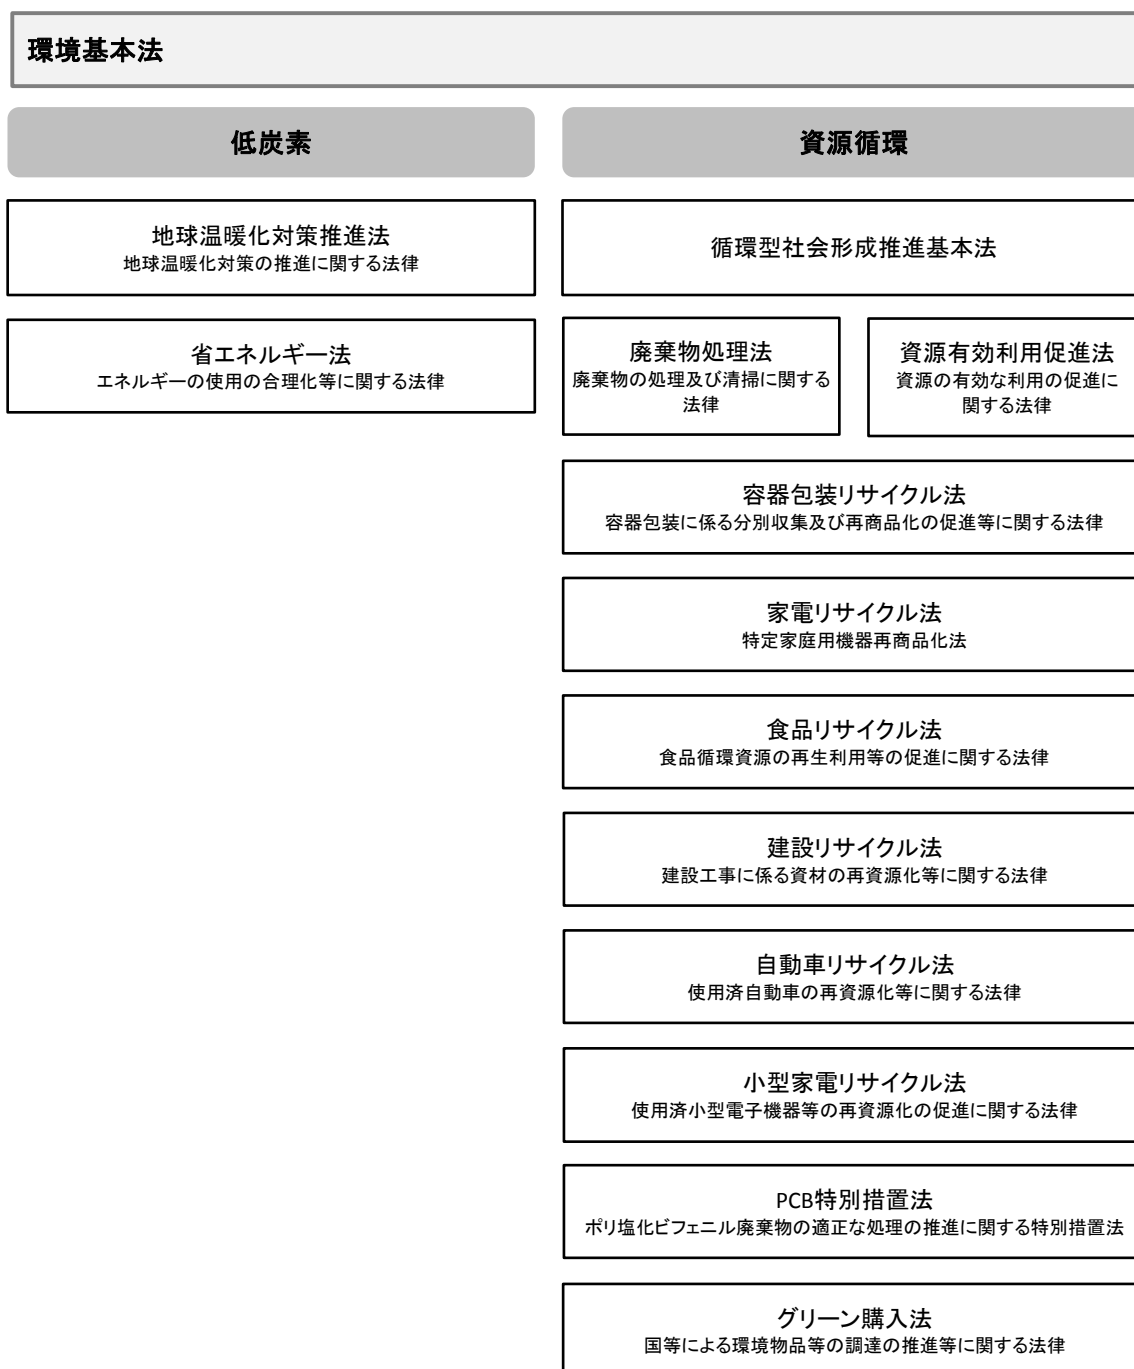 環境基本法
低炭素
地球温暖化対策推進法
地球温暖化対策の推進に関する法律
省エネルギー法
エネルギーの使用の合理化等に関する法律
資源循環
循環型社会形成推進基本法
廃棄物処理法
廃棄物の処理及び清掃に関する
法律
資源有効利用促進法
資源の有効な利用の促進に
関する法律
容器包装リサイクル法
容器包装に係る分別収集及び再商品化の促進等に関する法律
家電リサイクル法
特定家庭用機器再商品化法
食品リサイクル法
食品循環資源の再生利用等の促進に関する法律
建設リサイクル法
建設工事に係る資材の再資源化等に関する法律
自動車リサイクル法
使用済自動車の再資源化等に関する法律
小型家電リサイクル法
使用済小型電子機器等の再資源化の促進に関する法律
PCB特別措置法
ポリ塩化ビフェニル廃棄物の適正な処理の推進に関する特別措置法
グリーン購入法
国等による環境物品等の調達の推進等に関する法律